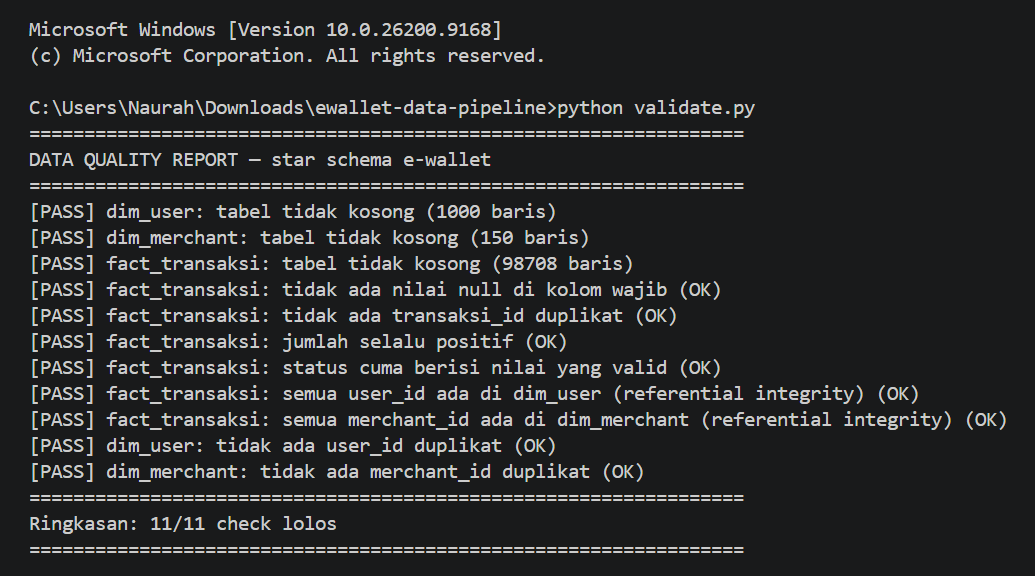 Microsoft Windows [Version 10.0.26200.9168]
(c) Microsoft Corporation. All rights reserved.
C:\Users\Naurah\Downloads\ewallet-data-pipeline>python validate.py
=================================================================
DATA QUALITY REPORT — star schema e-wallet
=================================================================
[PASS] dim_user: tabel tidak kosong (1000 baris)
[PASS] dim_merchant: tabel tidak kosong (150 baris)
[PASS] fact_transaksi: tabel tidak kosong (98708 baris)
[PASS] fact_transaksi: tidak ada nilai null di kolom wajib (OK)
[PASS] fact_transaksi: tidak ada transaksi_id duplikat (OK)
[PASS] fact_transaksi: jumlah selalu positif (OK)
[PASS] fact_transaksi: status cuma berisi nilai yang valid (OK)
[PASS] fact_transaksi: semua user_id ada di dim_user (referential integrity) (OK)
[PASS] fact_transaksi: semua merchant_id ada di dim_merchant (referential integrity) (OK)
[PASS] dim_user: tidak ada user_id duplikat (OK)
[PASS] dim_merchant: tidak ada merchant_id duplikat (OK)
=================================================================
Ringkasan: 11/11 check lolos
=================================================================